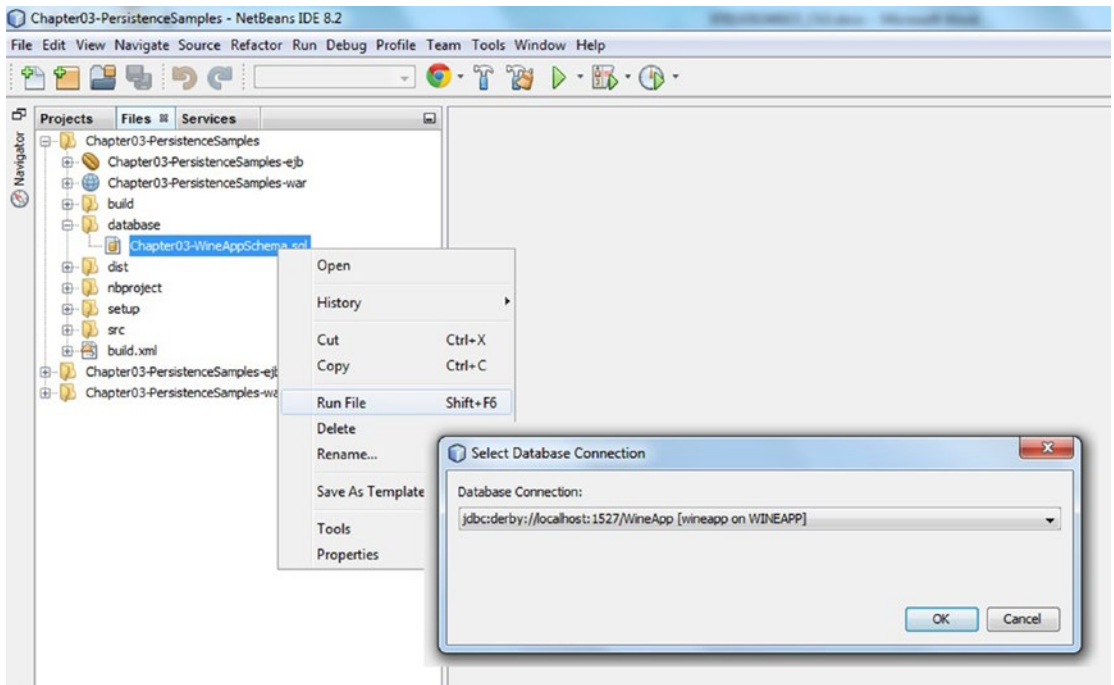 Chapter03-PersistenceSamples - NetBeans IDE 8.2
File Edit View Navigate Source Refactor Run Debug Profile Team Tools Window Help
Projects Files Services
Navigator
Chapter03-PersistenceSamples
Chapter03-PersistenceSamples-ejb
Chapter03-PersistenceSamples-war
build
database
Chapter03-WineAppSchema.sql
dist
nbproject
setup
src
build.xml
Chapter03-PersistenceSamples-ejb
Chapter03-PersistenceSamples-wa
Open
History
Cut Ctrl+X
Copy Ctrl+C
Run File Shift+F6
Delete
Rename...
Save As Template
Tools
Properties
Select Database Connection
Database Connection:
jdbc:derby://localhost:1527/WineApp [wineapp on WINEAPP]
OK Cancel